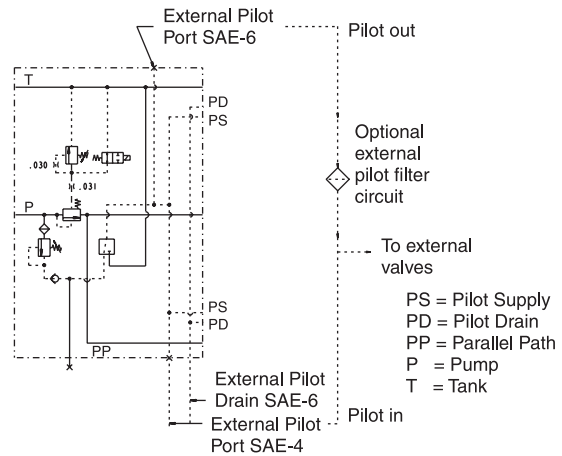 External Pilot
Port SAE-6
Pilot out
T
PD
PS
.030
.031
Optional
external
pilot filter
circuit
P
To external
valves
PS = Pilot Supply
PD = Pilot Drain
PP = Parallel Path
P = Pump
T = Tank
PS
PD
PP
External Pilot
Drain SAE-6
External Pilot
Port SAE-4
Pilot in